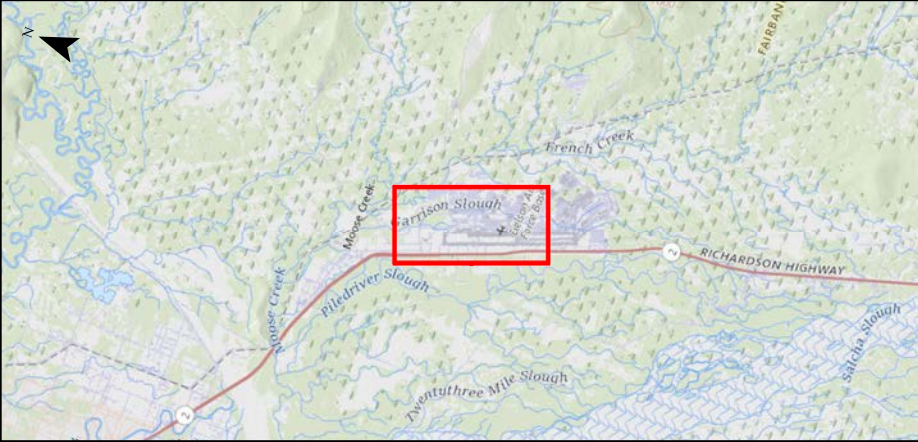 N
FAIRBAN
French Creek
Garrison Slough
Eielson Air
Force Base
Moose Creek
2
RICHARDSON HIGHWAY
Piledriver Slough
Moose Creek
Salcha Slough
Twentythree Mile Slough
2